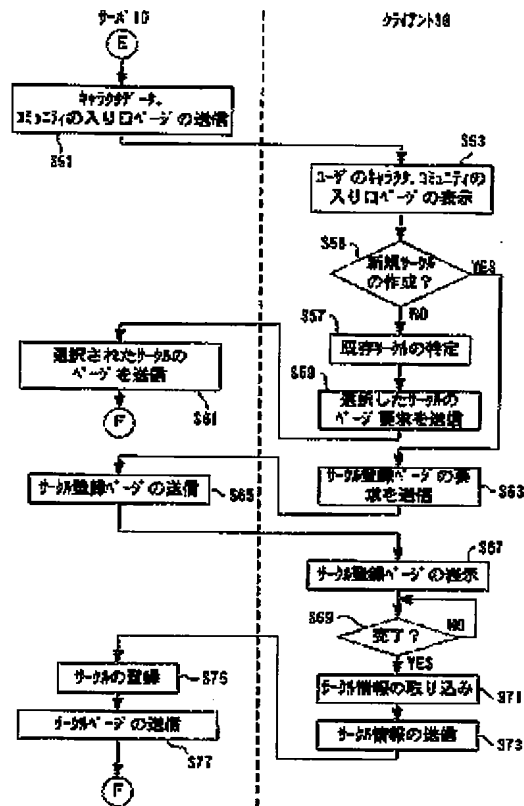 サーバ10
クライアント30
E
キャラクタデータ,
コミュニティの入り口ページの送信
S51
S53
ユーザのキャラクタ,コミュニティの
入り口ページの表示
S55
新規サークル
の作成?
YES
NO
S57
既存サークルの特定
S59
選択したサークルの
ページ要求を送信
選択されたサークルの
ページを送信
S61
F
サークル登録ページの要
求を送信
S63
サークル登録ページの送信
S65
S67
サークル登録ページの表示
S69
完了?
NO
YES
サークル情報の取り込み
S71
サークル情報の送信
S73
サークルの登録
S75
サークルページの送信
S77
F